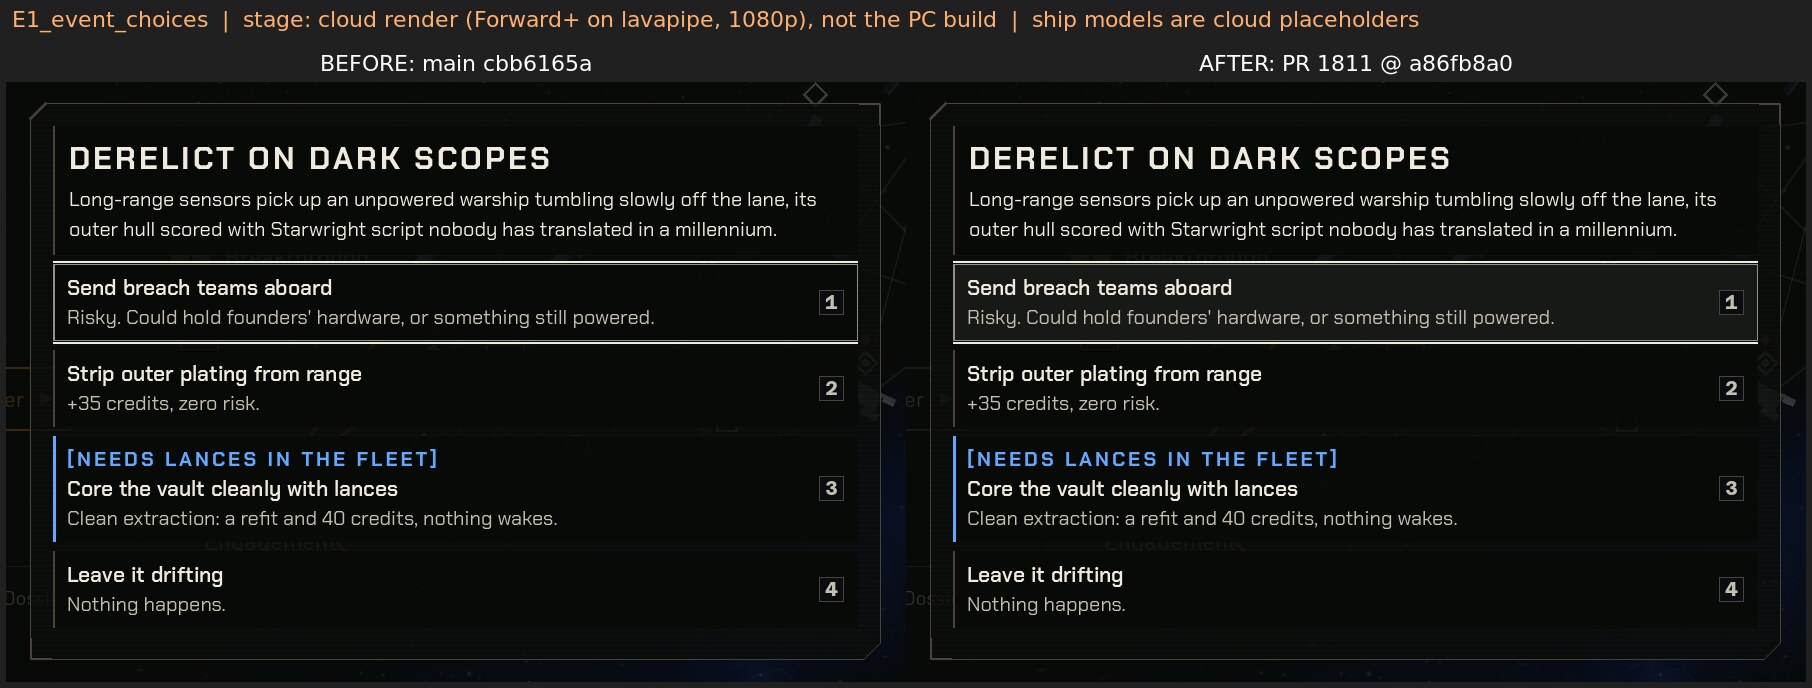 E1_event_choices | stage: cloud render (Forward+ on lavapipe, 1080p), not the PC build | ship models are cloud placeholders
BEFORE: main cbb6165a
DERELICT ON DARK SCOPES
Long-range sensors pick up an unpowered warship tumbling slowly off the lane, its
outer hull scored with Starwright script nobody has translated in a millennium.
Send breach teams aboard
Risky. Could hold founders' hardware, or something still powered.
1
Strip outer plating from range
+35 credits, zero risk.
2
[NEEDS LANCES IN THE FLEET]
Core the vault cleanly with lances
Clean extraction: a refit and 40 credits, nothing wakes.
3
Leave it drifting
Nothing happens.
4
AFTER: PR 1811 @ a86fb8a0
DERELICT ON DARK SCOPES
Long-range sensors pick up an unpowered warship tumbling slowly off the lane, its
outer hull scored with Starwright script nobody has translated in a millennium.
Send breach teams aboard
Risky. Could hold founders' hardware, or something still powered.
1
Strip outer plating from range
+35 credits, zero risk.
2
[NEEDS LANCES IN THE FLEET]
Core the vault cleanly with lances
Clean extraction: a refit and 40 credits, nothing wakes.
3
Leave it drifting
Nothing happens.
4